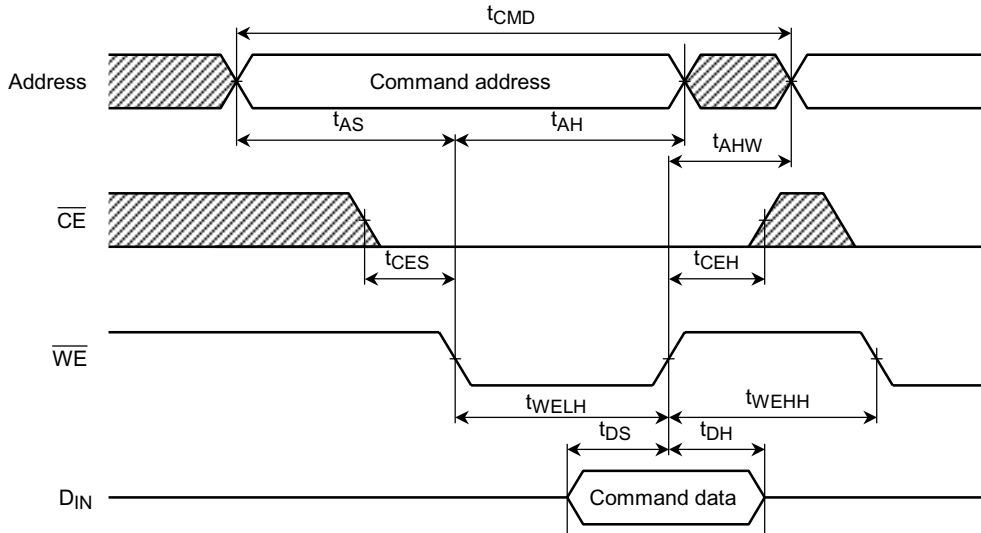 tCMD
Address
Command address
tAS
tAH
tAHW
CE
tCES
tCEH
WE
tWELH
tWEHH
tDS
tDH
DIN
Command data